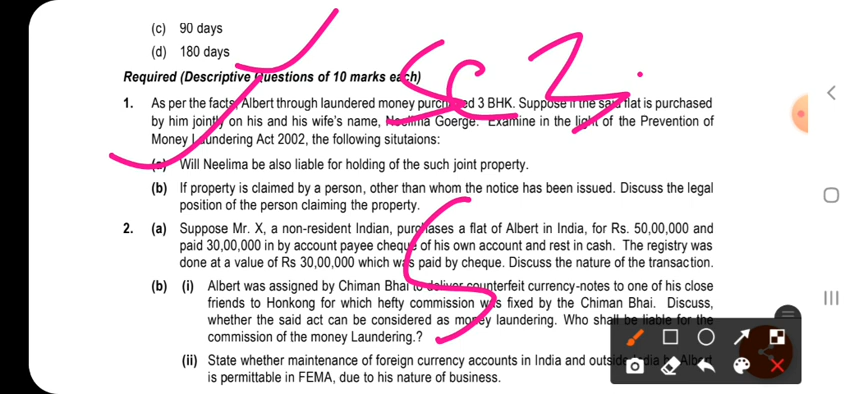 (c) 90 days
(d) 180 days
Required (Descriptive Questions of 10 marks each)
1. As per the facts, Albert through laundered money purchased 3 BHK. Suppose if the said flat is purchased
by him jointly on his and his wife's name, Neelima Goerge. Examine in the light of the Prevention of
Money Laundering Act 2002, the following situtaions:
(a) Will Neelima be also liable for holding of the such joint property.
(b) If property is claimed by a person, other than whom the notice has been issued. Discuss the legal
position of the person claiming the property.
2. (a) Suppose Mr. X, a non-resident Indian, purchases a flat of Albert in India, for Rs. 50,00,000 and
paid 30,00,000 in by account payee cheque of his own account and rest in cash. The registry was
done at a value of Rs 30,00,000 which was paid by cheque. Discuss the nature of the transaction.
(b) (i) Albert was assigned by Chiman Bhai to deliver counterfeit currency-notes to one of his close
friends to Honkong for which hefty commission was fixed by the Chiman Bhai. Discuss,
whether the said act can be considered as money laundering. Who shall be liable for the
commission of the money Laundering.?
(ii) State whether maintenance of foreign currency accounts in India and outside India by Albert
is permittable in FEMA, due to his nature of business.